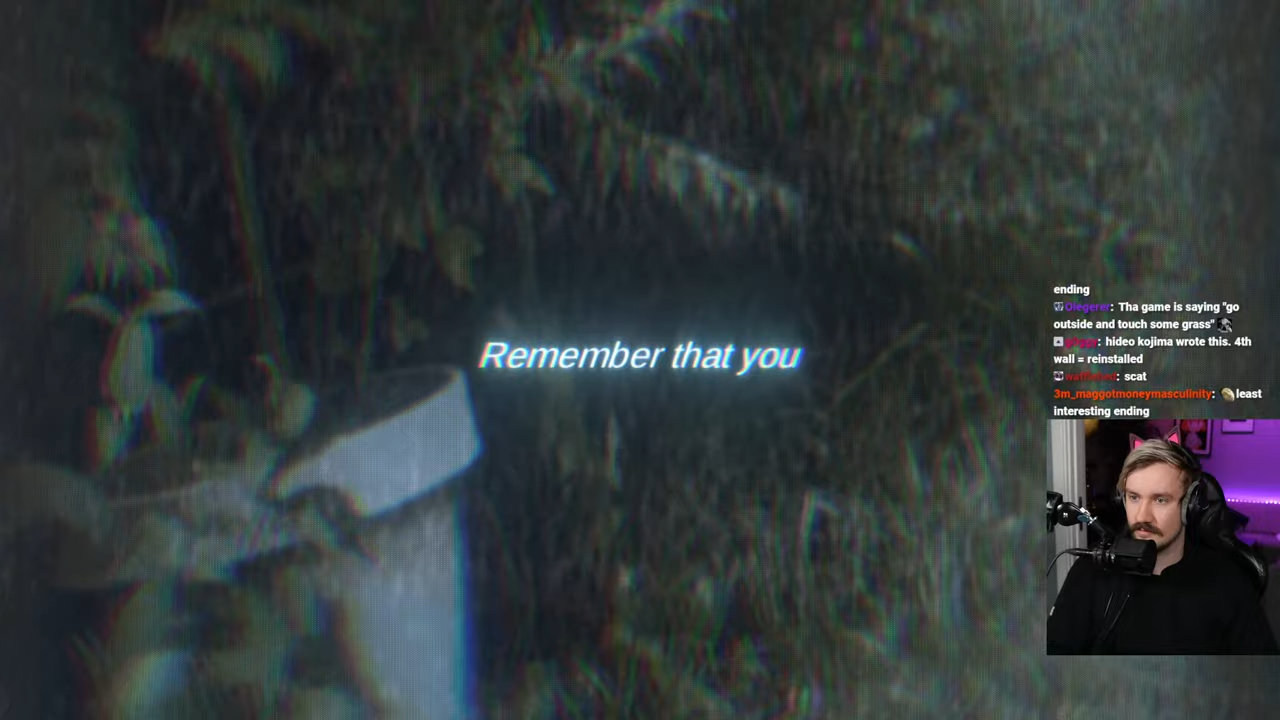 Remember that you
ending
Olegerer: Tha game is saying "go
outside and touch some grass"
: hideo kojima wrote this. 4th
wall = reinstalled
: scat
3m_maggotmoneymasculinity: least
interesting ending